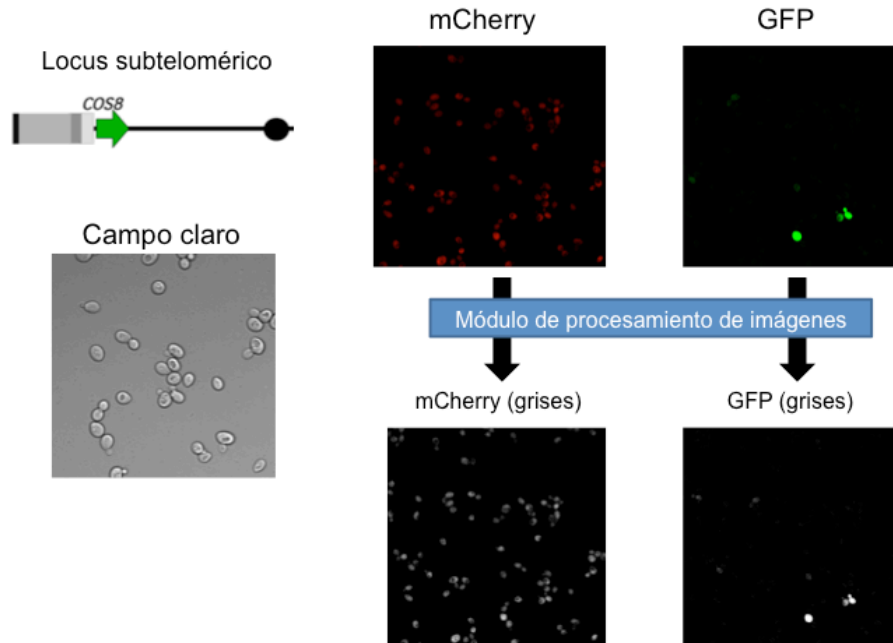 Locus subtelomérico
COS8
Campo claro
mCherry
GFP
Módulo de procesamiento de imágenes
mCherry (grises)
GFP (grises)